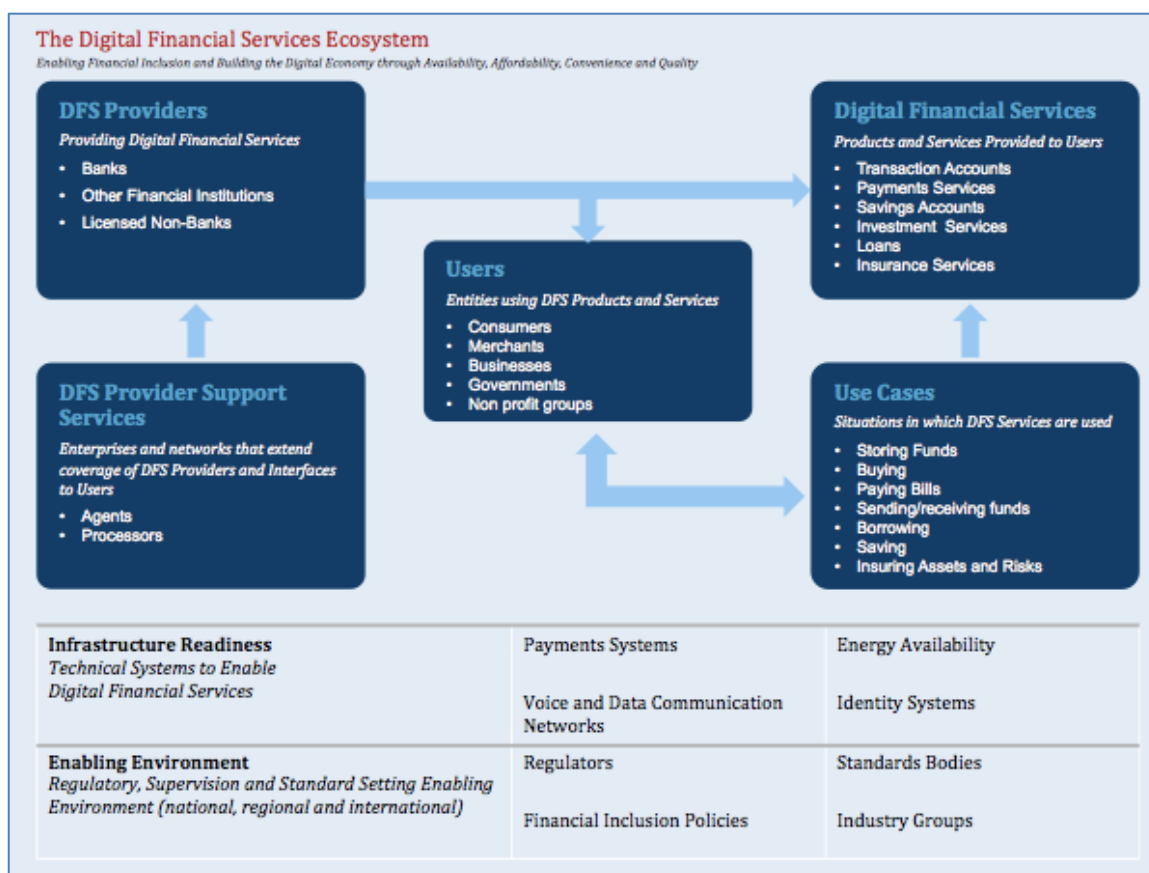 The Digital Financial Services Ecosystem
Enabling Financial Inclusion and Building the Digital Economy through Availability, Affordability, Convenience and Quality
DFS Providers
Providing Digital Financial Services
• Banks
• Other Financial Institutions
• Licensed Non-Banks
Digital Financial Services
Products and Services Provided to Users
• Transaction Accounts
• Payments Services
• Savings Accounts
• Investment Services
• Loans
• Insurance Services
Users
Entities using DFS Products and Services
• Consumers
• Merchants
• Businesses
• Governments
• Non profit groups
DFS Provider Support
Services
Enterprises and networks that extend
coverage of DFS Providers and Interfaces
to Users
• Agents
• Processors
Use Cases
Situations in which DFS Services are used
• Storing Funds
• Buying
• Paying Bills
• Sending/receiving funds
• Borrowing
• Saving
• Insuring Assets and Risks
Infrastructure Readiness
Technical Systems to Enable
Digital Financial Services
Payments Systems
Energy Availability
Voice and Data Communication
Networks
Identity Systems
Enabling Environment
Regulatory, Supervision and Standard Setting Enabling
Environment (national, regional and international)
Regulators
Standards Bodies
Financial Inclusion Policies
Industry Groups